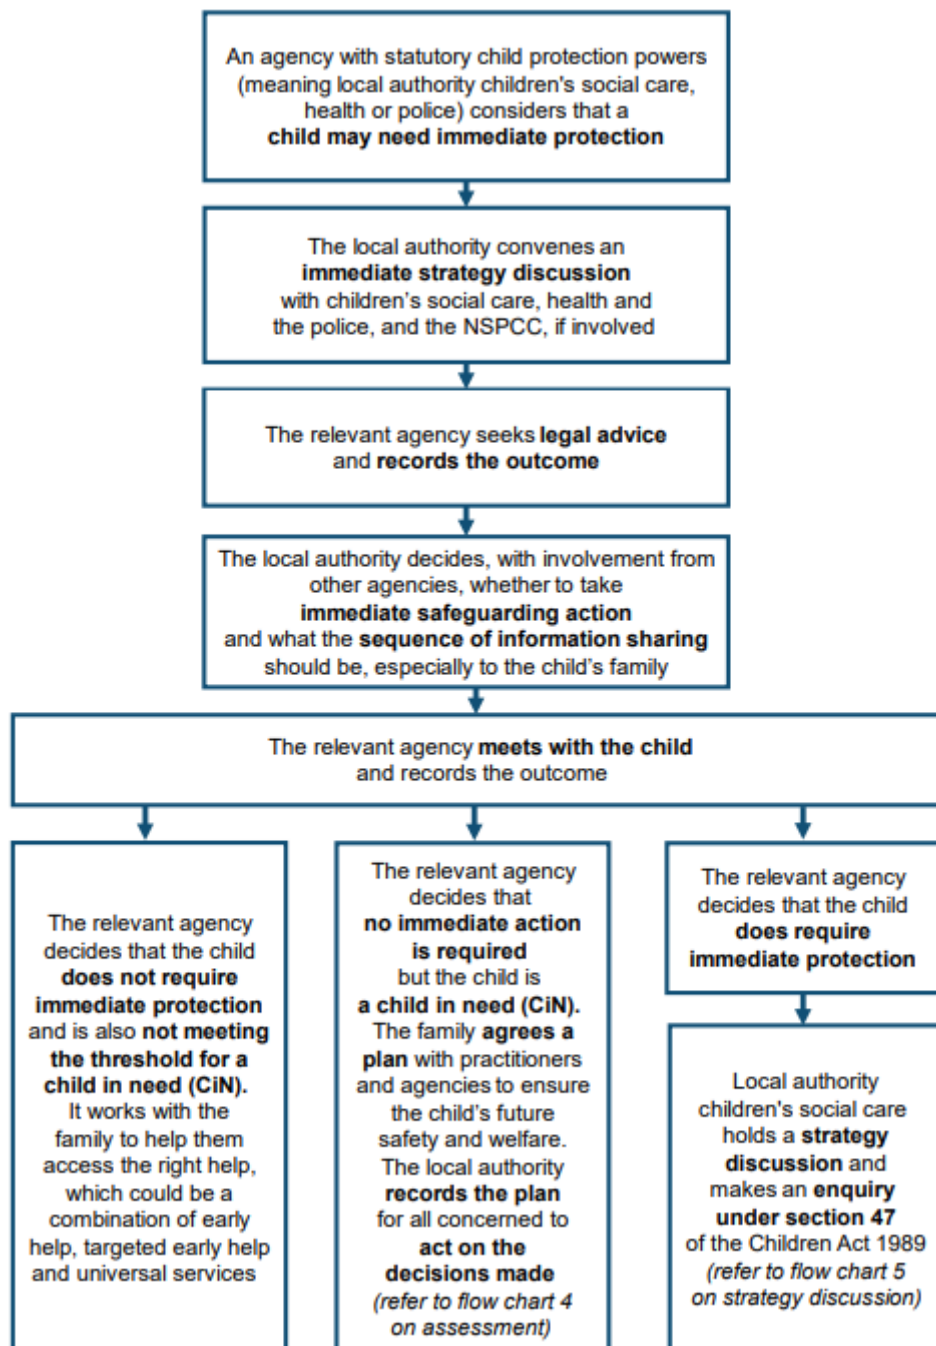 An agency with statutory child protection powers
(meaning local authority children's social care,
health or police) considers that a
child may need immediate protection
The local authority convenes an
immediate strategy discussion
with children’s social care, health and
the police, and the NSPCC, if involved
The relevant agency seeks legal advice
and records the outcome
The local authority decides, with involvement from
other agencies, whether to take
immediate safeguarding action
and what the sequence of information sharing
should be, especially to the child’s family
The relevant agency meets with the child
and records the outcome
The relevant agency
decides that the child
does not require
immediate protection
and is also not meeting
the threshold for a
child in need (CiN).
It works with the
family to help them
access the right help,
which could be a
combination of early
help, targeted early help
and universal services
The relevant agency
decides that
no immediate action
is required
but the child is
a child in need (CiN).
The family agrees a
plan with practitioners
and agencies to ensure
the child’s future
safety and welfare.
The local authority
records the plan
for all concerned to
act on the
decisions made
(refer to flow chart 4
on assessment)
The relevant agency
decides that the child
does require
immediate protection
Local authority
children's social care
holds a strategy
discussion and
makes an enquiry
under section 47
of the Children Act 1989
(refer to flow chart 5
on strategy discussion)